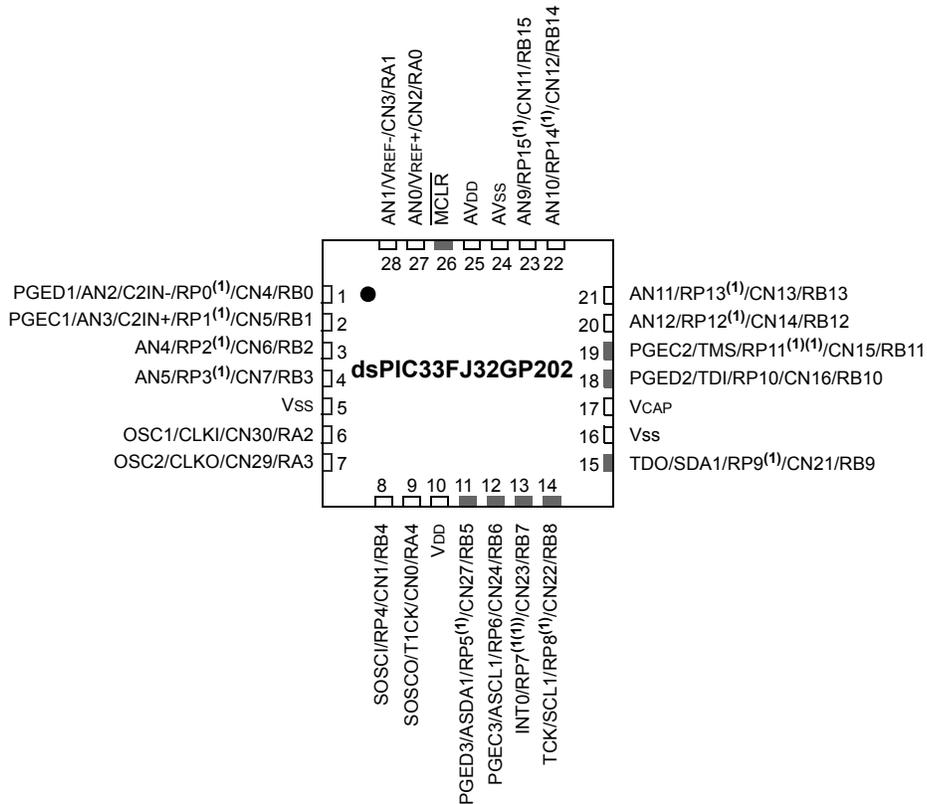 AN1/VREF-/CN3/RA1
AN0/VREF+/CN2/RA0
MCLR
AVDD
AVSS
AN9/RP15(1)/CN11/RB15
AN10/RP14(1)/CN12/RB14
28 27 26 25 24 23 22
PGED1/AN2/C2IN-/RP0(1)/CN4/RB0 1
PGEC1/AN3/C2IN+/RP1(1)/CN5/RB1 2
AN4/RP2(1)/CN6/RB2 3
AN5/RP3(1)/CN7/RB3 4
VSS 5
OSC1/CLKI/CN30/RA2 6
OSC2/CLKO/CN29/RA3 7
dsPIC33FJ32GP202
21 AN11/RP13(1)/CN13/RB13
20 AN12/RP12(1)/CN14/RB12
19 PGEC2/TMS/RP11(1)(1)/CN15/RB11
18 PGED2/TDI/RP10/CN16/RB10
17 VCAP
16 Vss
15 TDO/SDA1/RP9(1)/CN21/RB9
8 9 10 11 12 13 14
SOSCI/RP4/CN1/RB4
SOSCO/T1CK/CN0/RA4
VDD
PGED3/ASDA1/RP5(1)/CN27/RB5
PGEC3/ASCL1/RP6/CN24/RB6
INT0/RP7(1(1))/CN23/RB7
TCK/SCL1/RP8(1)/CN22/RB8